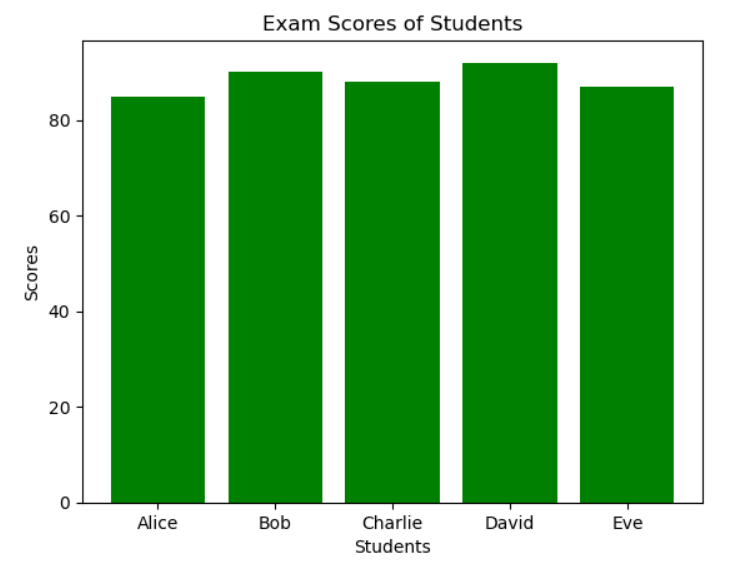 Exam Scores of Students
80
60
40
20
0
Scores
Alice Bob Charlie David Eve
Students